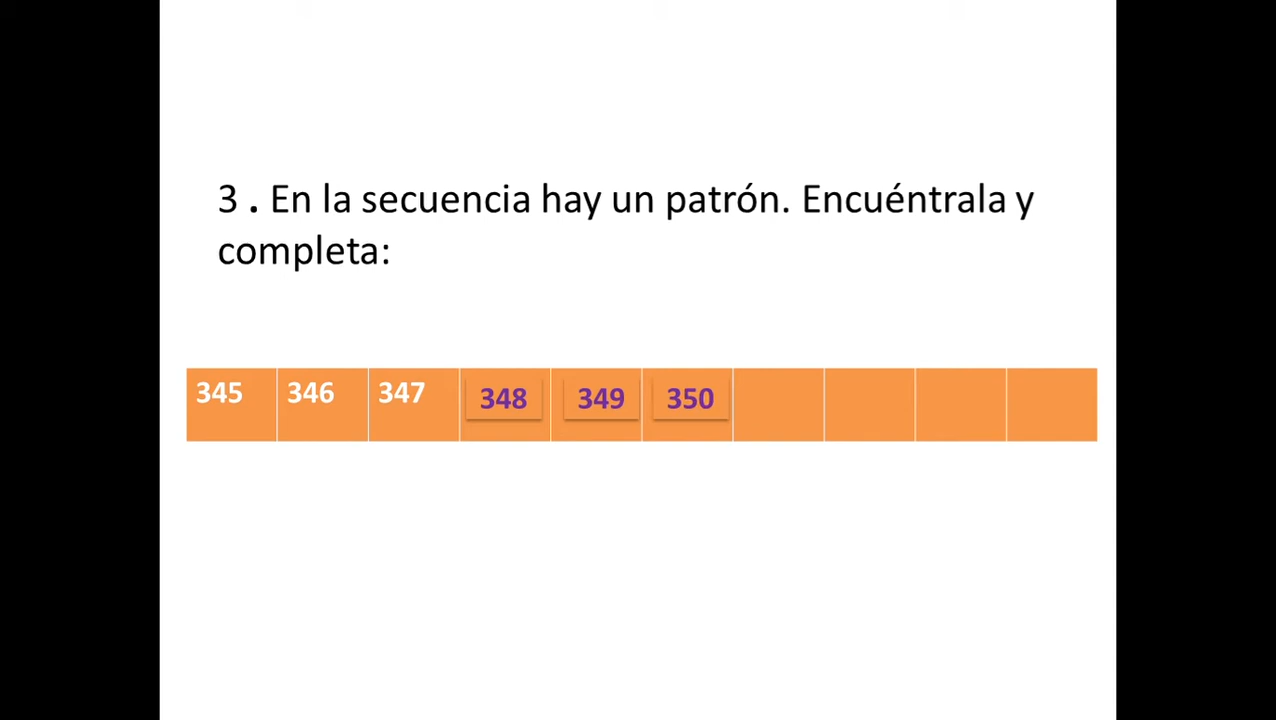 3 . En la secuencia hay un patrón. Encuéntrala y
completa:
345 346 347 348 349 350